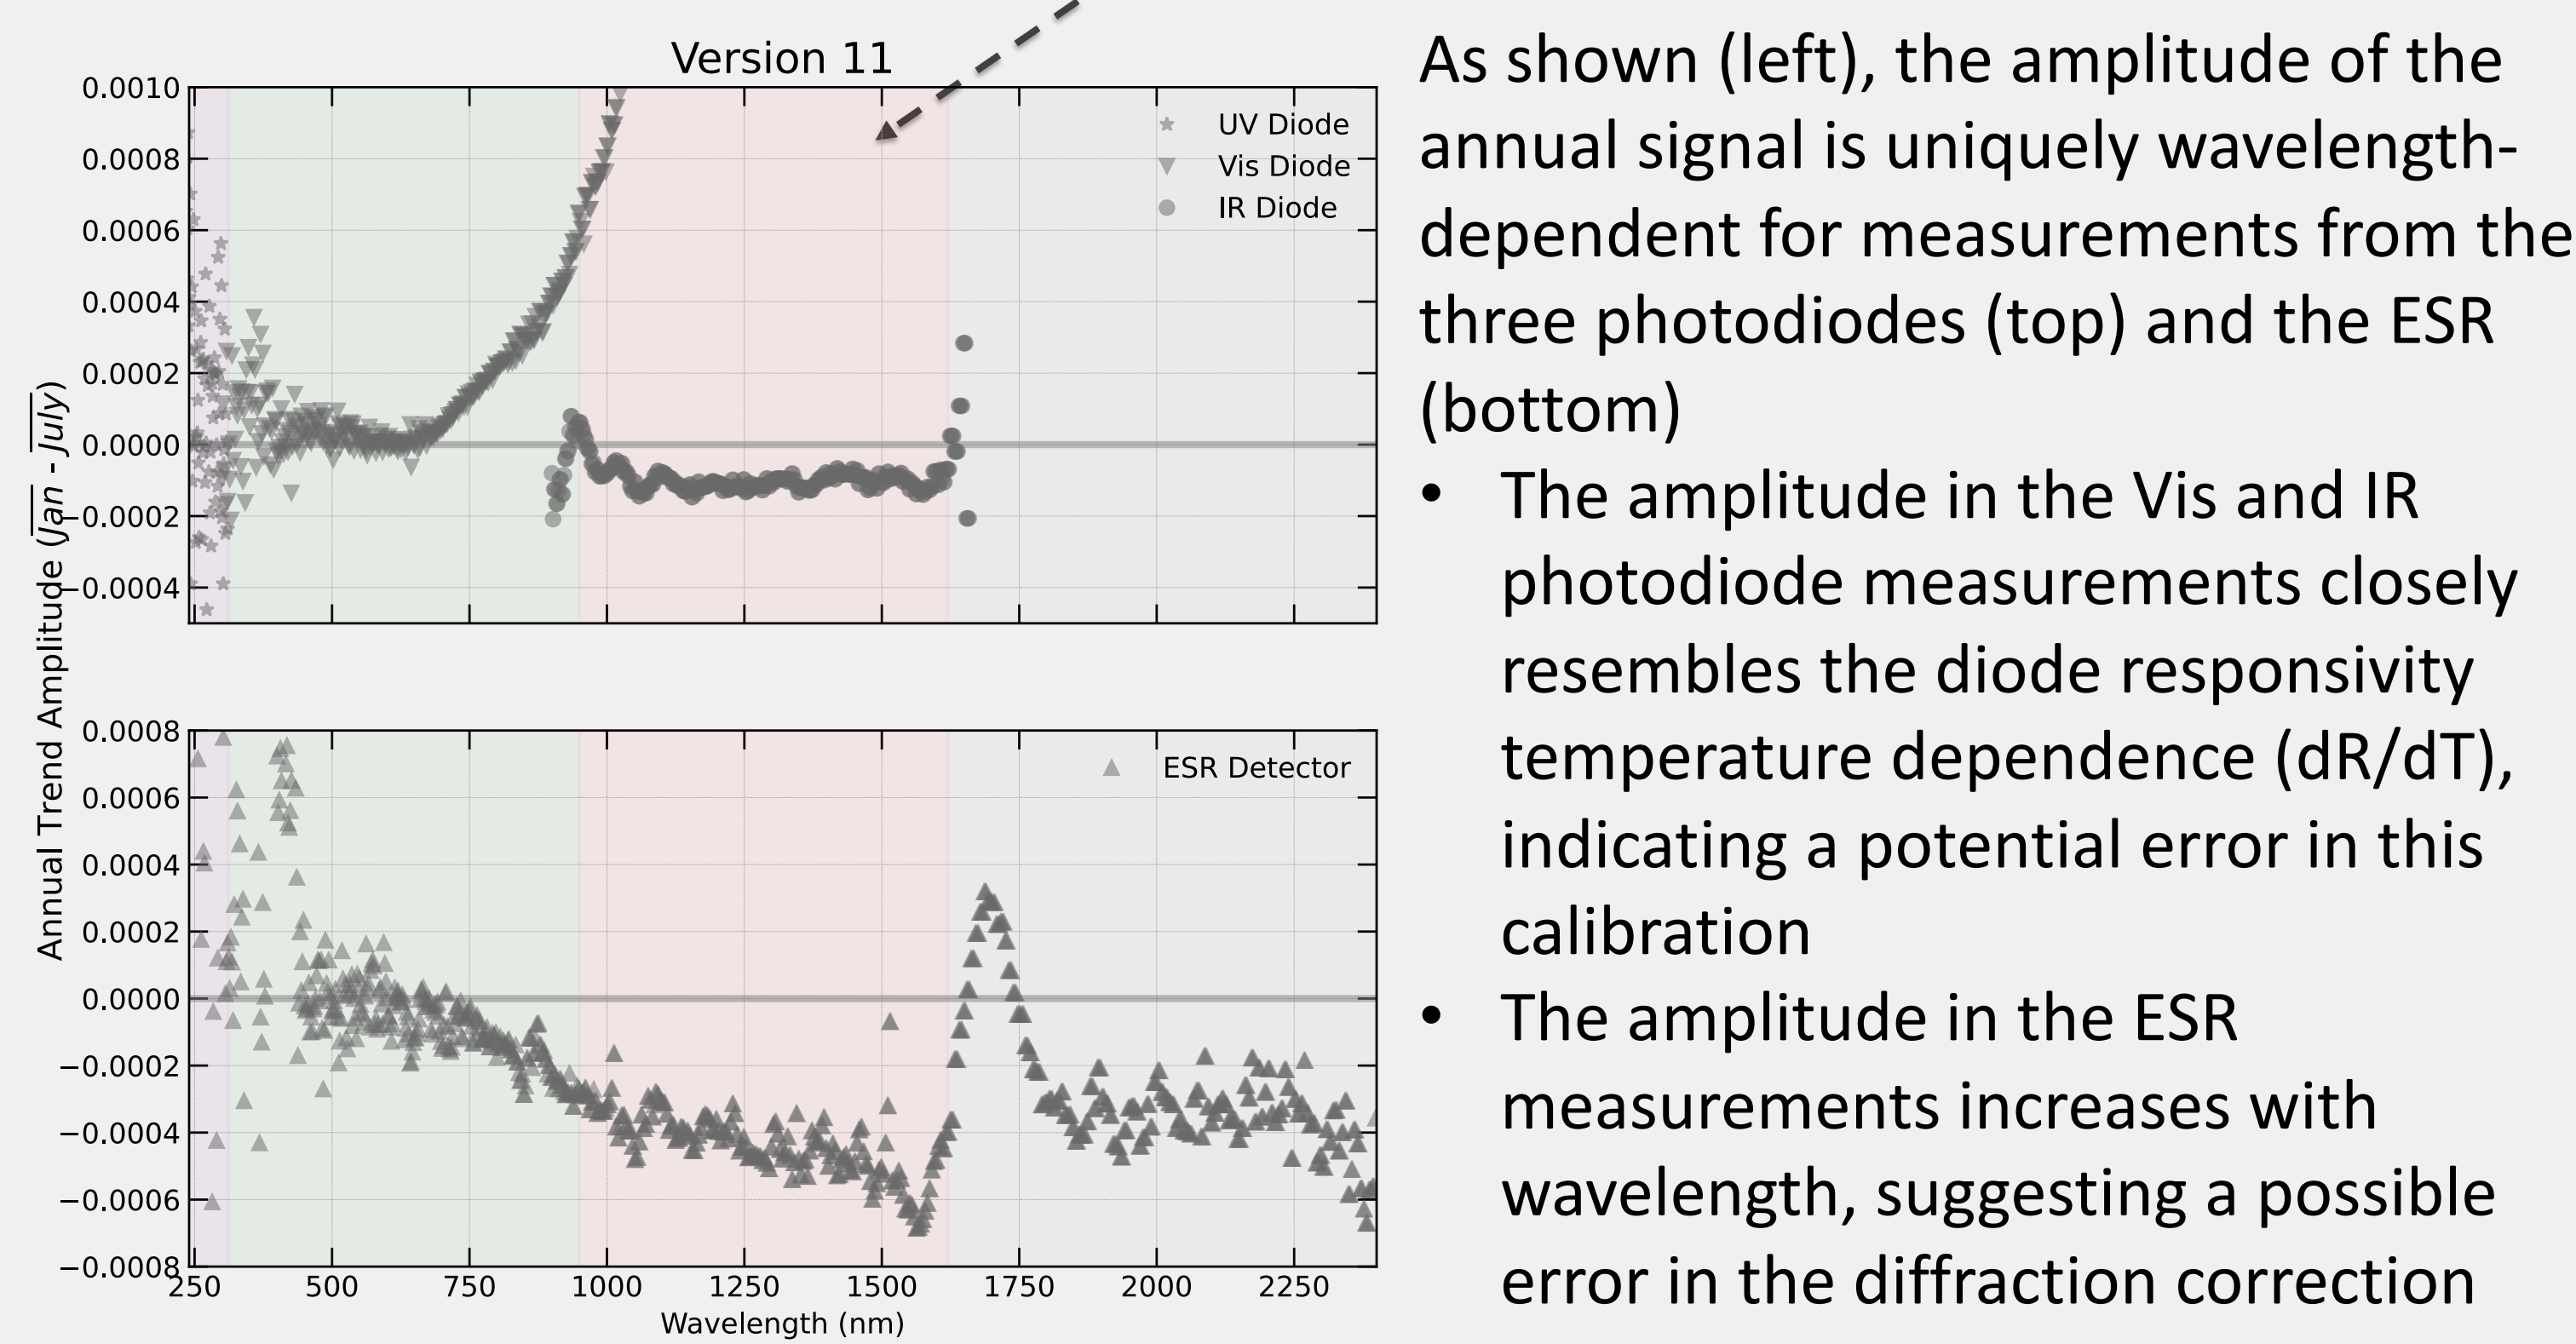 Version 11
0.0010
0.0008
0.0006
0.0004
0.0002
0.0000
−0.0002
−0.0004
UV Diode
Vis Diode
IR Diode
Annual Trend Amplitude (Jan - July)
0.0008
0.0006
0.0004
0.0002
0.0000
−0.0002
−0.0004
−0.0006
−0.0008
ESR Detector
250 500 750 1000 1250 1500 1750 2000 2250
Wavelength (nm)
As shown (left), the amplitude of the
annual signal is uniquely wavelength-
dependent for measurements from the
three photodiodes (top) and the ESR
(bottom)
• The amplitude in the Vis and IR
photodiode measurements closely
resembles the diode responsivity
temperature dependence (dR/dT),
indicating a potential error in this
calibration
• The amplitude in the ESR
measurements increases with
wavelength, suggesting a possible
error in the diffraction correction